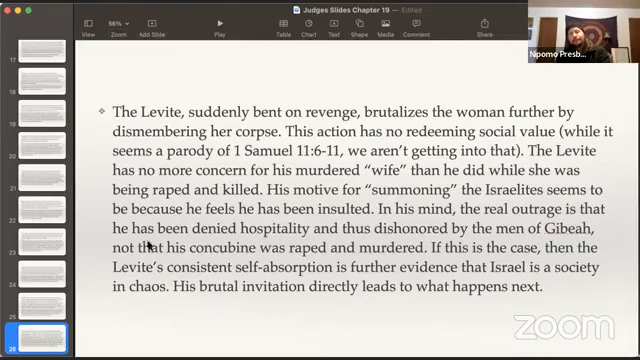 Judges Slides Chapter 19 — Edited
56%
View
Zoom
Add Slide
Play
Table
Chart
Text
Shape
Media
Comment
Share
Nipomo Presb...
17
18
19
20
21
22
23
24
25
26
The Levite, suddenly bent on revenge, brutalizes the woman further by
dismembering her corpse. This action has no redeeming social value (while it
seems a parody of 1 Samuel 11:6-11, we aren't getting into that). The Levite
has no more concern for his murdered “wife” than he did while she was
being raped and killed. His motive for “summoning” the Israelites seems to
be because he feels he has been insulted. In his mind, the real outrage is that
he has been denied hospitality and thus dishonored by the men of Gibeah,
not that his concubine was raped and murdered. If this is the case, then the
Levite's consistent self-absorption is further evidence that Israel is a society
in chaos. His brutal invitation directly leads to what happens next.
zoom